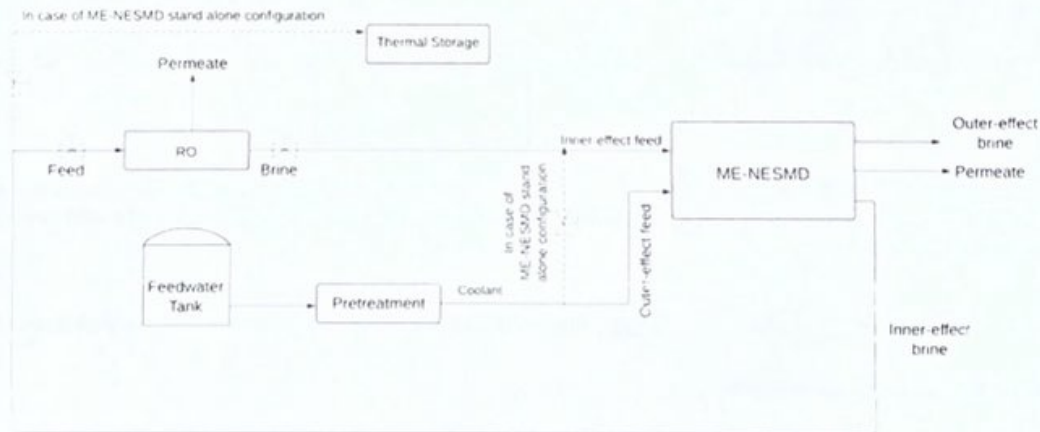 In case of ME-NESMD stand alone configuration
Thermal Storage
Permeate
RO
Feed
Brine
Inner effect feed
ME-NESMD
Outer-effect
brine
Permeate
In case of
ME-NESMD stand
alone configuration
Outer-effect feed
Feedwater
Tank
Pretreatment
Coolant
Inner-effect
brine